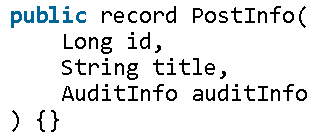 public record PostInfo(
    Long id,
    String title,
    AuditInfo auditInfo
) {}